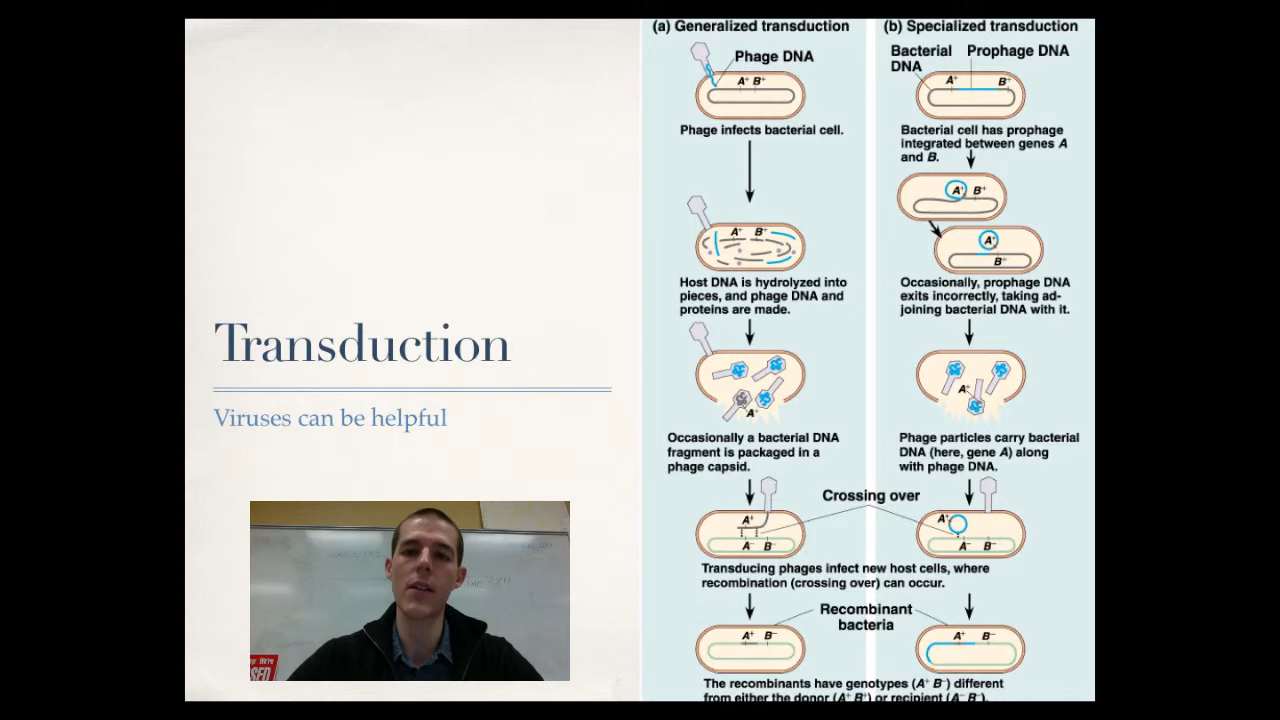 Transduction
Viruses can be helpful
SED
(a) Generalized transduction
Phage DNA
A+ B+
Phage infects bacterial cell.
A+ B+
Host DNA is hydrolyzed into
pieces, and phage DNA and
proteins are made.
A+
Occasionally a bacterial DNA
fragment is packaged in a
phage capsid.
(b) Specialized transduction
Bacterial
DNA
Prophage DNA
A+ B+
Bacterial cell has prophage
integrated between genes A
and B.
A+ B+
A+
B+
Occasionally, prophage DNA
exits incorrectly, taking ad-
joining bacterial DNA with it.
A+
Phage particles carry bacterial
DNA (here, gene A) along
with phage DNA.
Crossing over
A+
A– B–
A+
A– B–
Transducing phages infect new host cells, where
recombination (crossing over) can occur.
Recombinant
bacteria
A+ B–
A+ B–
The recombinants have genotypes (A+ B–) different
from either the donor (A+ B+) or recipient (A– B–).